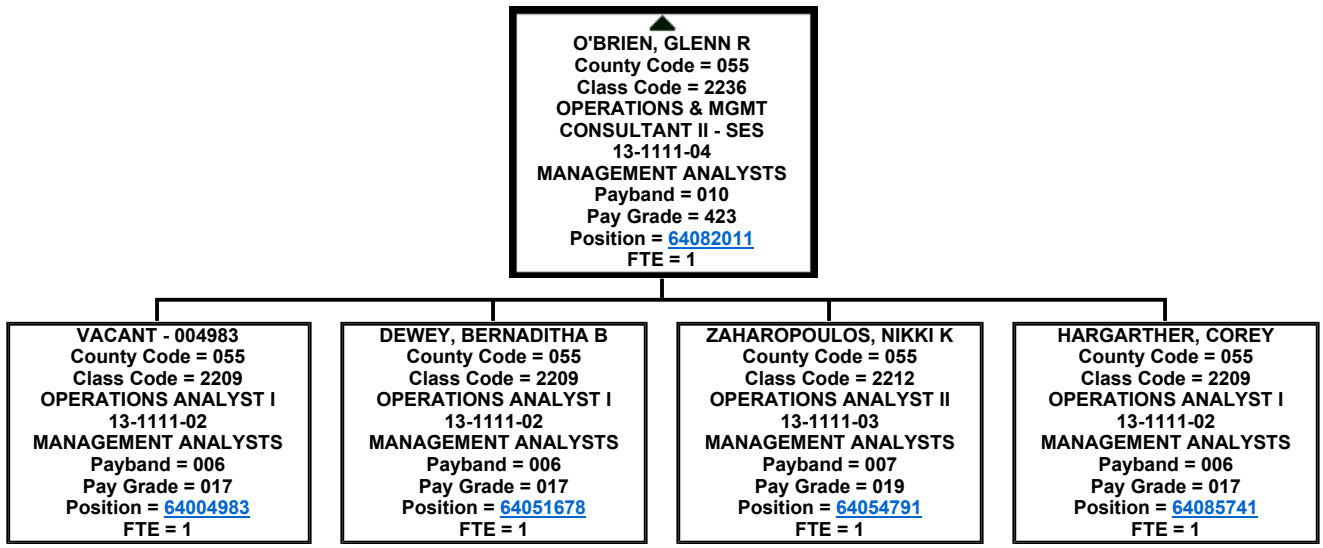 O'BRIEN, GLENN R
County Code = 055
Class Code = 2236
OPERATIONS & MGMT
CONSULTANT II - SES
13-1111-04
MANAGEMENT ANALYSTS
Payband = 010
Pay Grade = 423
Position = 64082011
FTE = 1
VACANT - 004983
County Code = 055
Class Code = 2209
OPERATIONS ANALYST I
13-1111-02
MANAGEMENT ANALYSTS
Payband = 006
Pay Grade = 017
Position = 64004983
FTE = 1
DEWEY, BERNADITHA B
County Code = 055
Class Code = 2209
OPERATIONS ANALYST I
13-1111-02
MANAGEMENT ANALYSTS
Payband = 006
Pay Grade = 017
Position = 64051678
FTE = 1
ZAHAROPOULOS, NIKKI K
County Code = 055
Class Code = 2212
OPERATIONS ANALYST II
13-1111-03
MANAGEMENT ANALYSTS
Payband = 007
Pay Grade = 019
Position = 64054791
FTE = 1
HARGARTHER, COREY
County Code = 055
Class Code = 2209
OPERATIONS ANALYST I
13-1111-02
MANAGEMENT ANALYSTS
Payband = 006
Pay Grade = 017
Position = 64085741
FTE = 1